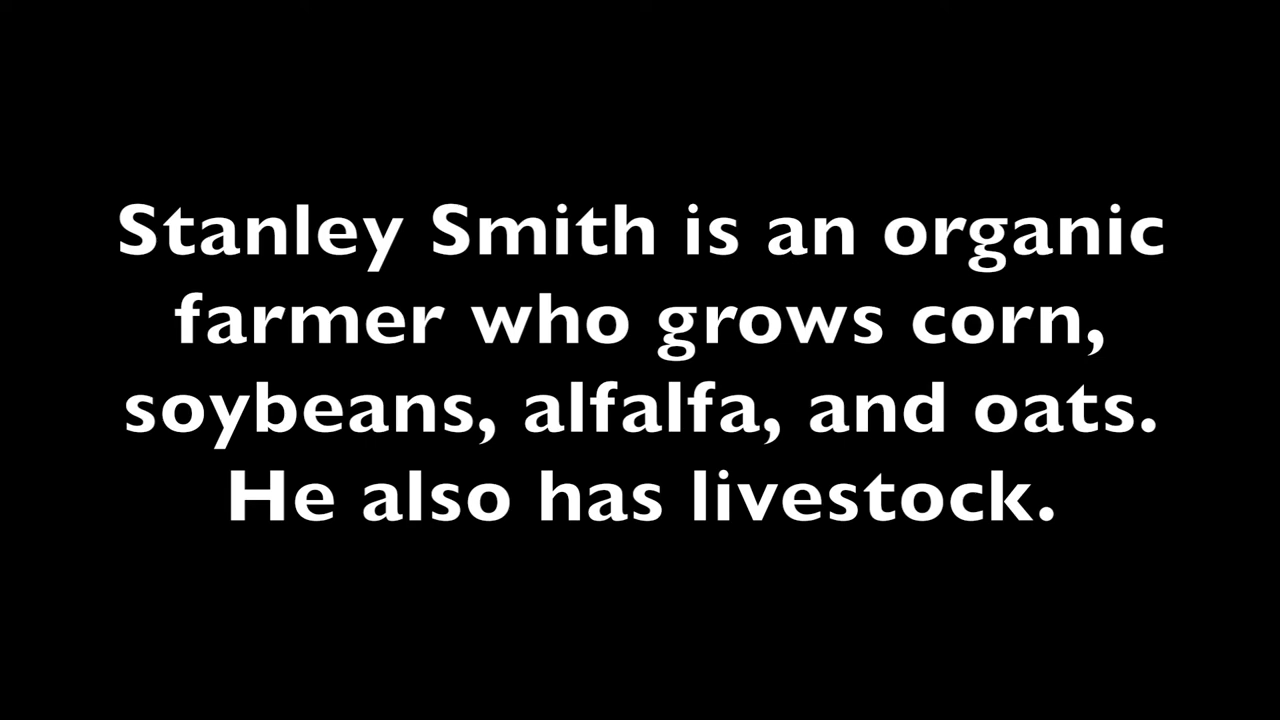 Stanley Smith is an organic
farmer who grows corn,
soybeans, alfalfa, and oats.
He also has livestock.